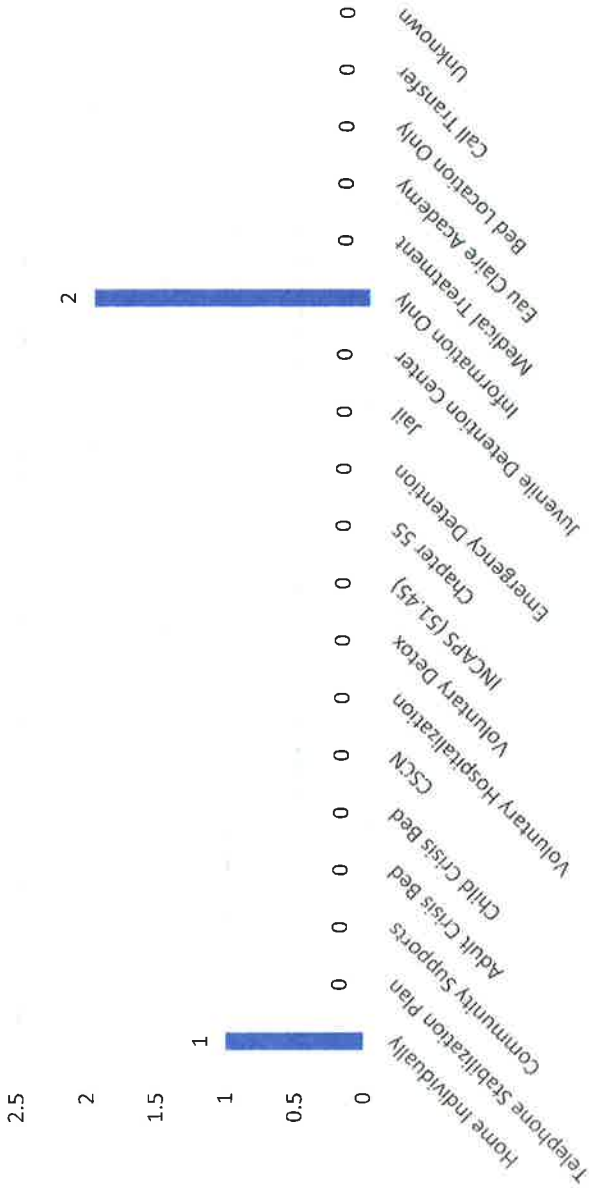 2.5
2
1.5
1
0.5
0
1
0
0
0
0
0
0
0
0
0
0
0
0
2
0
0
0
0
0
Home Individually
Telephone Stabilization Plan
Community Supports
Adult Crisis Bed
Child Crisis Bed
CSCN
Voluntary Hospitalization
Voluntary Detox
INCAPS (51.45)
Chapter 55
Emergency Detention
Jail
Juvenile Detention Center
Information Only
Medical Treatment
Eau Claire Academy
Bed Location Only
Call Transfer
Unknown